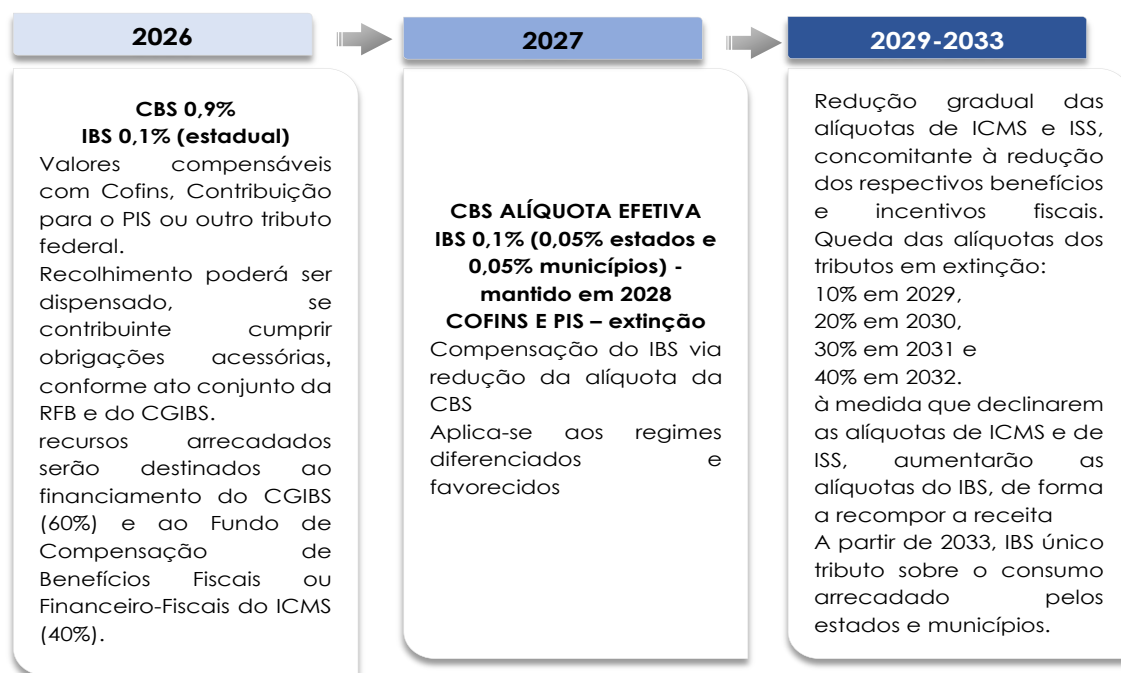 2026
CBS 0,9%
IBS 0,1% (estadual)
Valores compensáveis
com Cofins, Contribuição
para o PIS ou outro tributo
federal.
Recolhimento poderá ser
dispensado, se
contribuinte cumprir
obrigações acessórias,
conforme ato conjunto da
RFB e do CGIBS.
recursos arrecadados
serão destinados ao
financiamento do CGIBS
(60%) e ao Fundo de
Compensação de
Benefícios Fiscais ou
Financeiro-Fiscais do ICMS
(40%).
2027
CBS ALÍQUOTA EFETIVA
IBS 0,1% (0,05% estados e
0,05% municípios) -
mantido em 2028
COFINS E PIS – extinção
Compensação do IBS via
redução da alíquota da
CBS
Aplica-se aos regimes
diferenciados e
favorecidos
2029-2033
Redução gradual das
alíquotas de ICMS e ISS,
concomitante à redução
dos respectivos benefícios
e incentivos fiscais.
Queda das alíquotas dos
tributos em extinção:
10% em 2029,
20% em 2030,
30% em 2031 e
40% em 2032.
à medida que declinarem
as alíquotas de ICMS e de
ISS, aumentarão as
alíquotas do IBS, de forma
a recompor a receita
A partir de 2033, IBS único
tributo sobre o consumo
arrecadado pelos
estados e municípios.